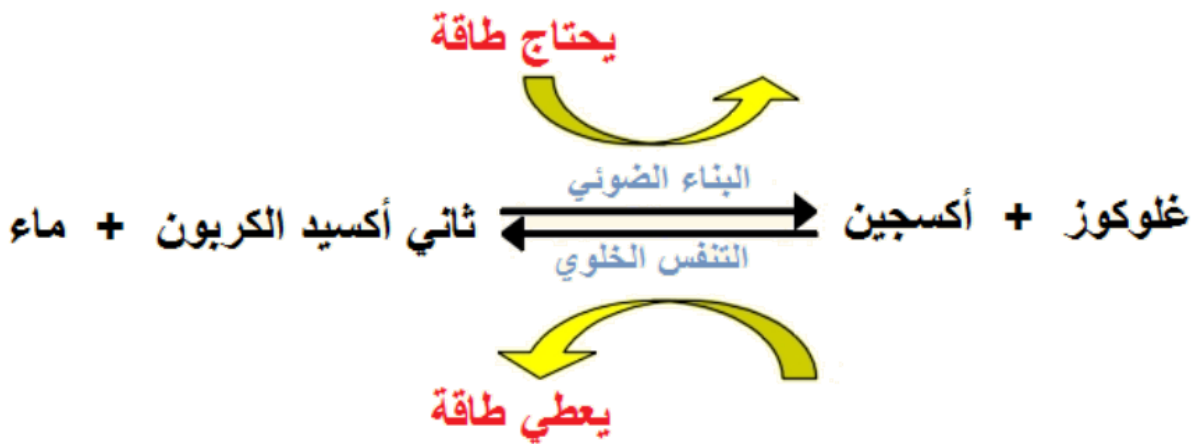 يحتاج طاقة
البناء الضوئي
غلوكوز + أكسجين
ثاني أكسيد الكربون + ماء
التنفس الخلوي
يعطي طاقة